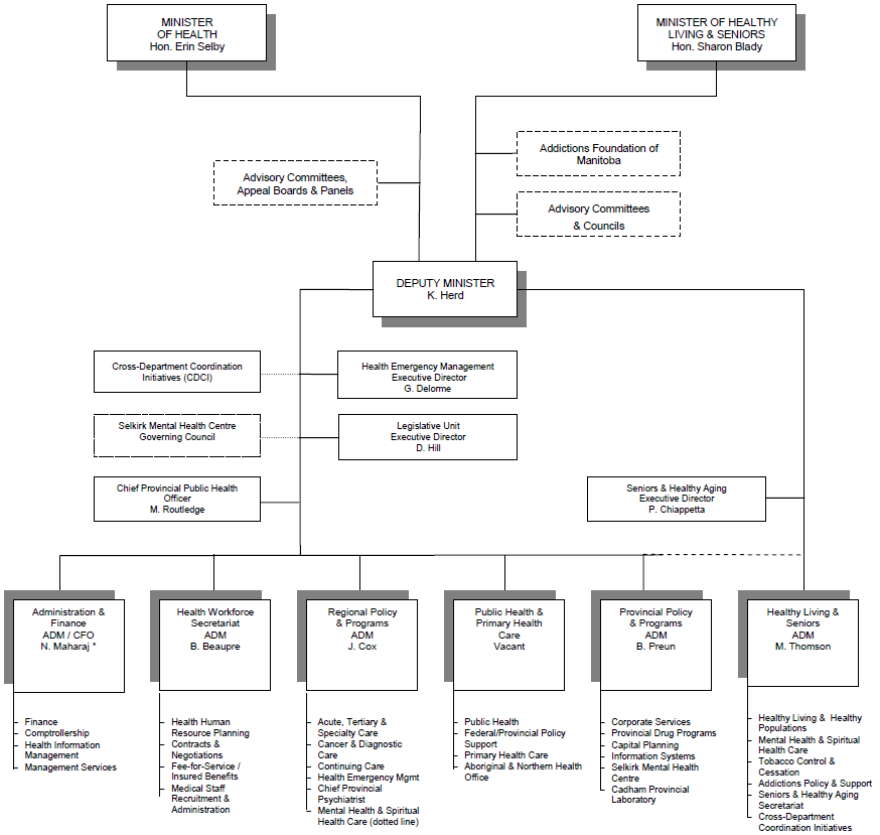 MINISTER
OF HEALTH
Hon. Erin Selby
MINISTER OF HEALTHY
LIVING & SENIORS
Hon. Sharon Blady
Addictions Foundation of
Manitoba
Advisory Committees,
Appeal Boards & Panels
Advisory Committees
& Councils
DEPUTY MINISTER
K. Herd
Cross-Department Coordination
Initiatives (CDCI)
Health Emergency Management
Executive Director
G. Delorme
Selkirk Mental Health Centre
Governing Council
Legislative Unit
Executive Director
D. Hill
Chief Provincial Public Health
Officer
M. Routledge
Seniors & Healthy Aging
Executive Director
P. Chiappetta
Administration &
Finance
ADM / CFO
N. Maharaj *
Health Workforce
Secretariat
ADM
B. Beaupre
Regional Policy
& Programs
ADM
J. Cox
Public Health &
Primary Health
Care
Vacant
Provincial Policy
& Programs
ADM
B. Preun
Healthy Living &
Seniors
ADM
M. Thomson
- Finance
- Comptrollership
- Health Information
Management
- Management Services
- Health Human
Resource Planning
- Contracts &
Negotiations
- Fee-for-Service /
Insured Benefits
- Medical Staff
Recruitment &
Administration
- Acute, Tertiary &
Specialty Care
- Cancer & Diagnostic
Care
- Continuing Care
- Health Emergency Mgmt
- Chief Provincial
Psychiatrist
- Mental Health & Spiritual
Health Care (dotted line)
- Public Health
- Federal/Provincial Policy
Support
- Primary Health Care
- Aboriginal & Northern Health
Office
- Corporate Services
- Provincial Drug Programs
- Capital Planning
- Information Systems
- Selkirk Mental Health
Centre
- Cadham Provincial
Laboratory
- Healthy Living & Healthy
Populations
- Mental Health & Spiritual
Health Care
- Tobacco Control &
Cessation
- Addictions Policy & Support
- Seniors & Healthy Aging
Secretariat
- Cross-Department
Coordination Initiatives